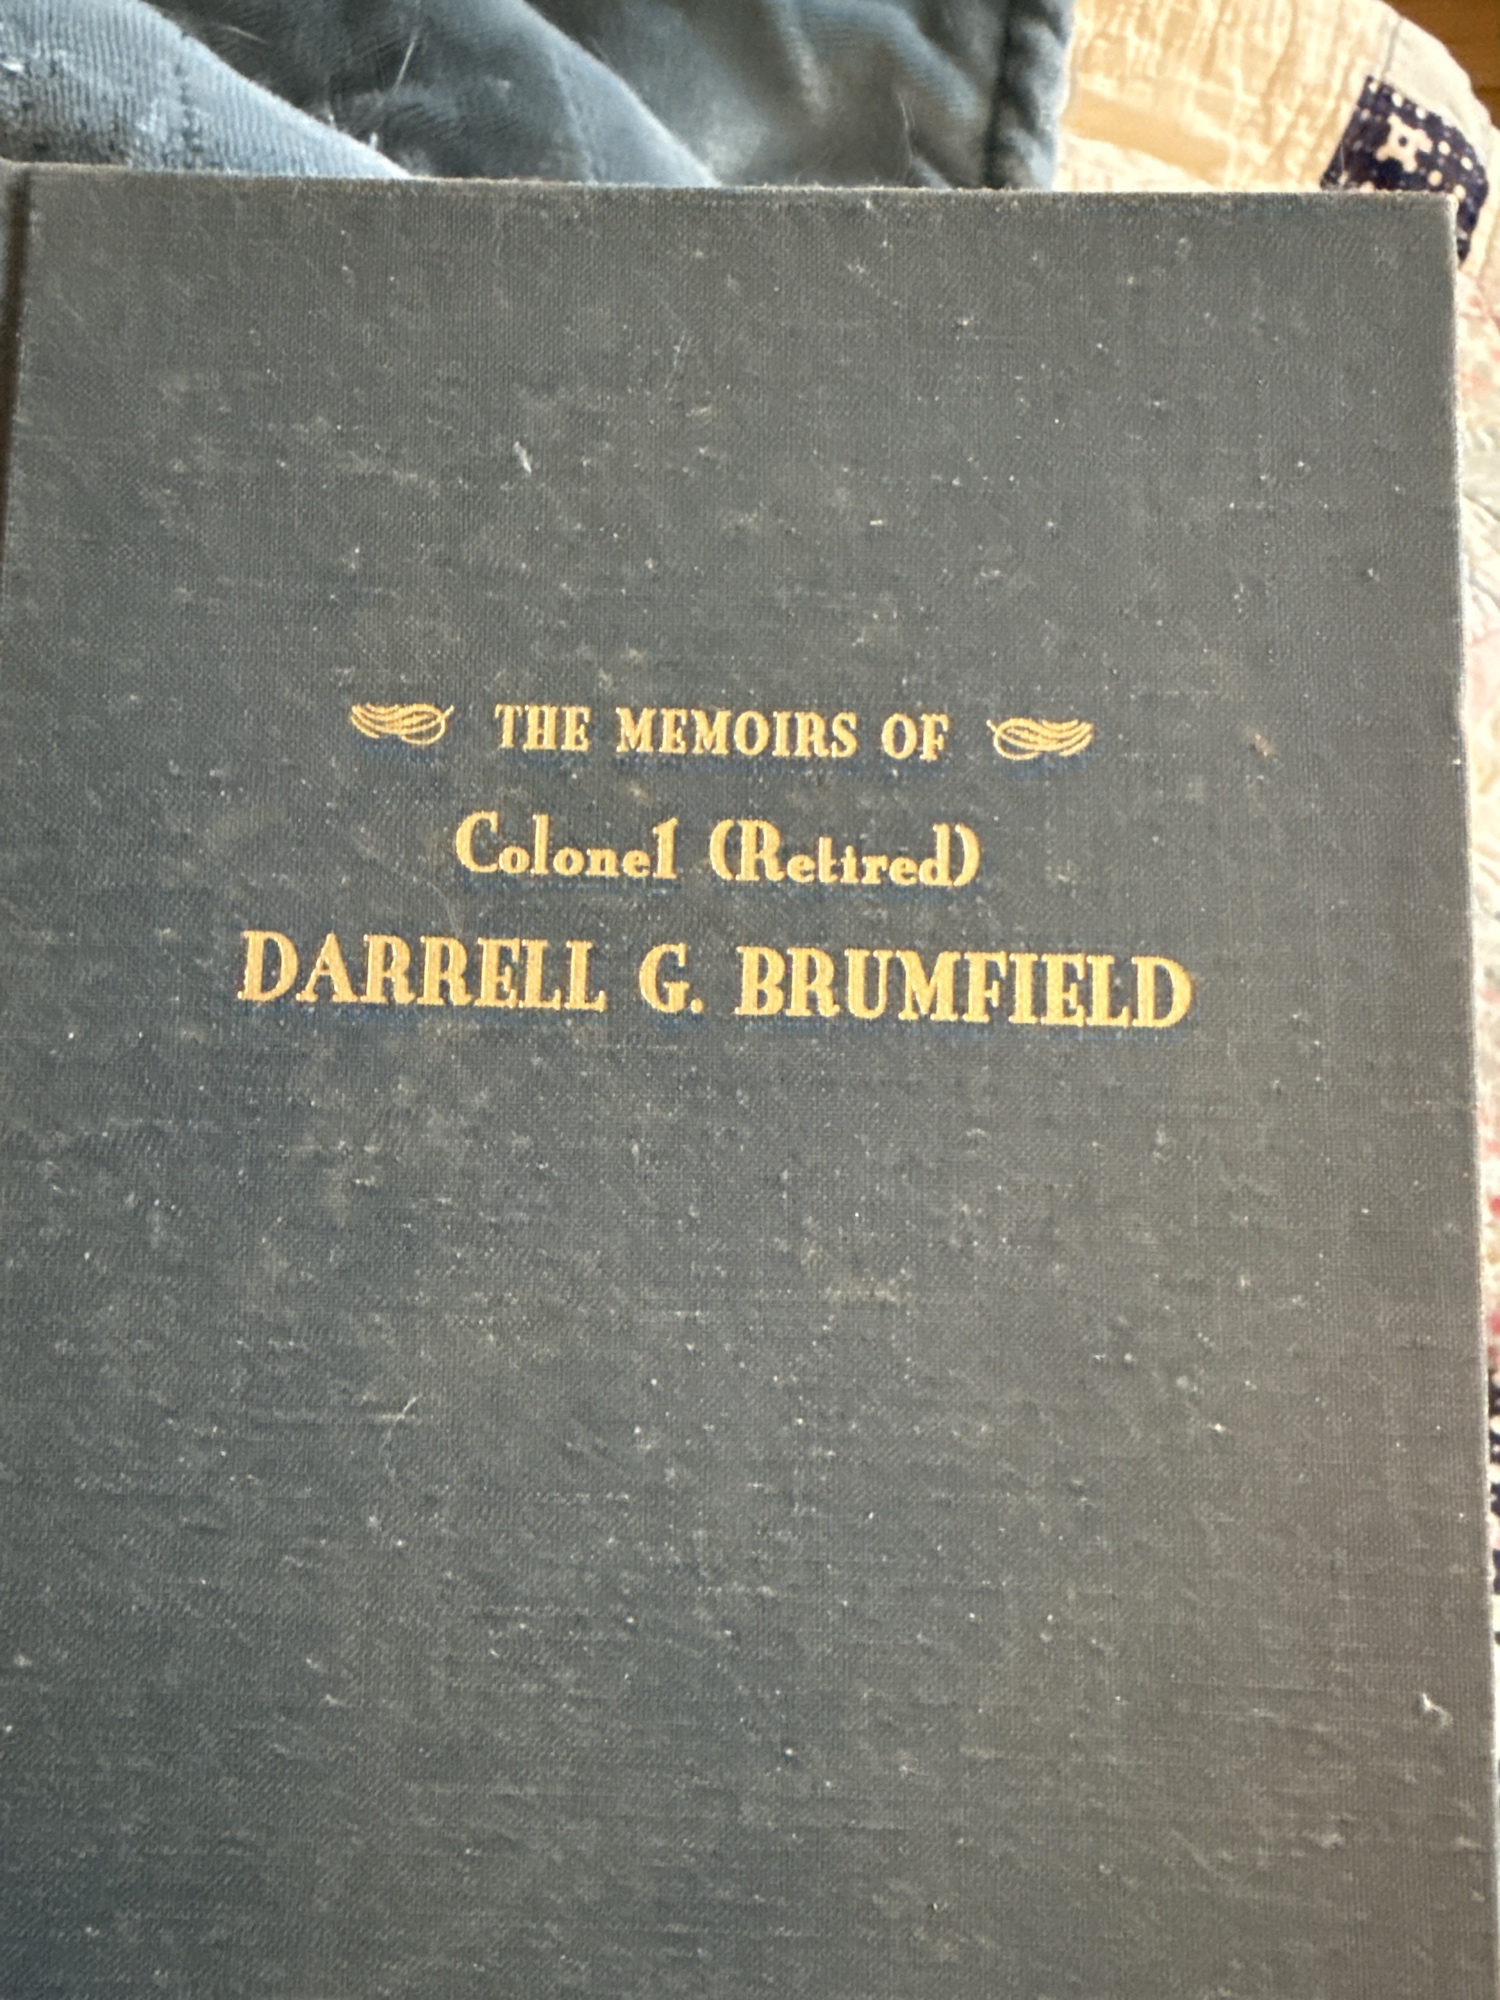 THE MEMOIRS OF
Colonel (Retired)
DARRELL G. BRUMFIELD